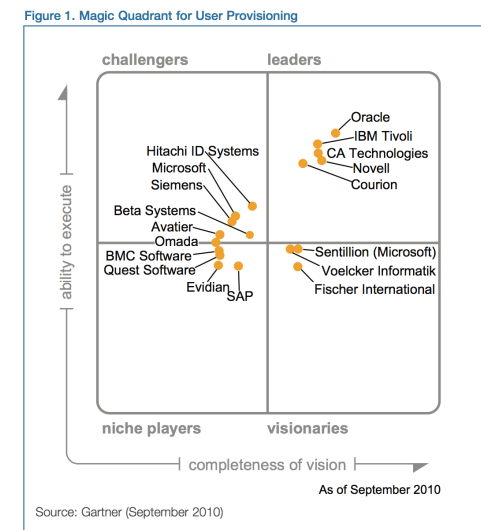 Figure 1. Magic Quadrant for User Provisioning
challengers
leaders
Oracle
IBM Tivoli
CA Technologies
Novell
Courion
Hitachi ID Systems
Microsoft
Siemens
Beta Systems
Avatier
Omada
BMC Software
Quest Software
Evidian
SAP
Sentillion (Microsoft)
Voelcker Informatik
Fischer International
ability to execute
niche players
visionaries
completeness of vision
As of September 2010
Source: Gartner (September 2010)